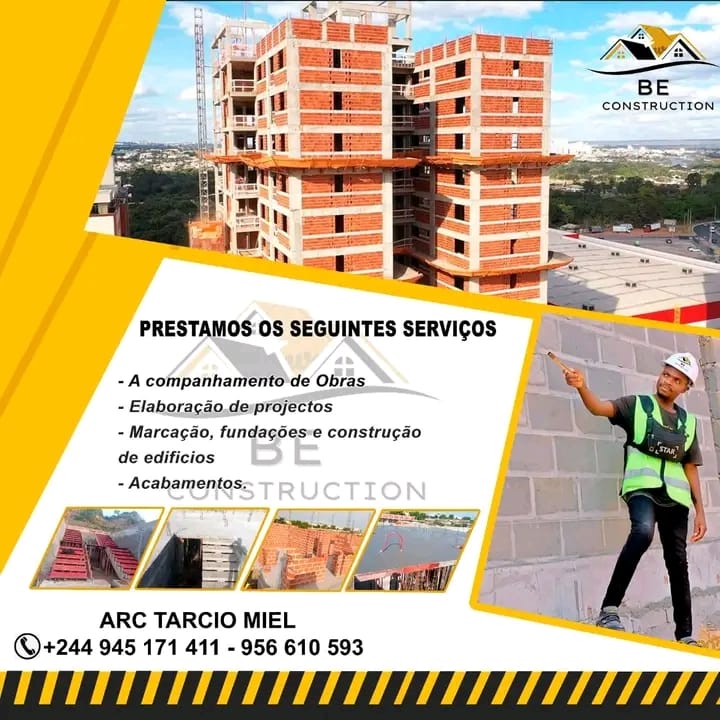 BE
CONSTRUCTION
PRESTAMOS OS SEGUINTES SERVIÇOS
- A companhamento de Obras
- Elaboração de projectos
- Marcação, fundações e construção
de edificios
- Acabamentos.
BE
CONSTRUCTION
STAR
ARC TARCIO MIEL
+244 945 171 411 - 956 610 593